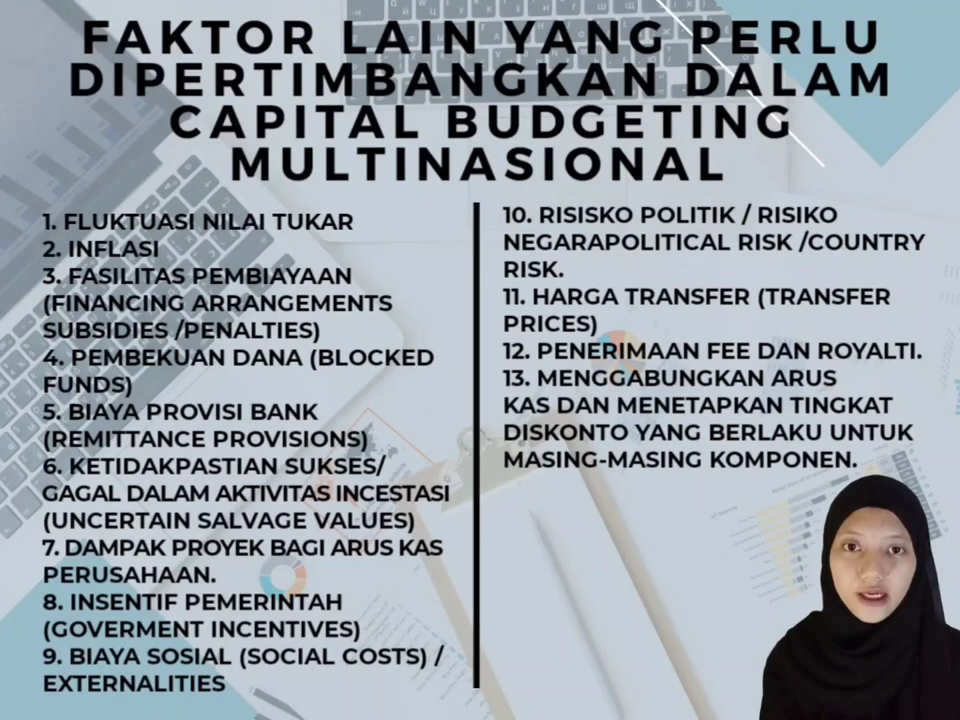 FAKTOR LAIN YANG PERLU
DIPERTIMBANGKAN DALAM
CAPITAL BUDGETING
MULTINASIONAL
1. FLUKTUASI NILAI TUKAR
2. INFLASI
3. FASILITAS PEMBIAYAAN
(FINANCING ARRANGEMENTS
SUBSIDIES /PENALTIES)
4. PEMBEKUAN DANA (BLOCKED
FUNDS)
5. BIAYA PROVISI BANK
(REMITTANCE PROVISIONS)
6. KETIDAKPASTIAN SUKSES/
GAGAL DALAM AKTIVITAS INCESTASI
(UNCERTAIN SALVAGE VALUES)
7. DAMPAK PROYEK BAGI ARUS KAS
PERUSAHAAN.
8. INSENTIF PEMERINTAH
(GOVERMENT INCENTIVES)
9. BIAYA SOSIAL (SOCIAL COSTS) /
EXTERNALITIES
10. RISISKO POLITIK / RISIKO
NEGARAPOLITICAL RISK /COUNTRY
RISK.
11. HARGA TRANSFER (TRANSFER
PRICES)
12. PENERIMAAN FEE DAN ROYALTI.
13. MENGGABUNGKAN ARUS
KAS DAN MENETAPKAN TINGKAT
DISKONTO YANG BERLAKU UNTUK
MASING-MASING KOMPONEN.